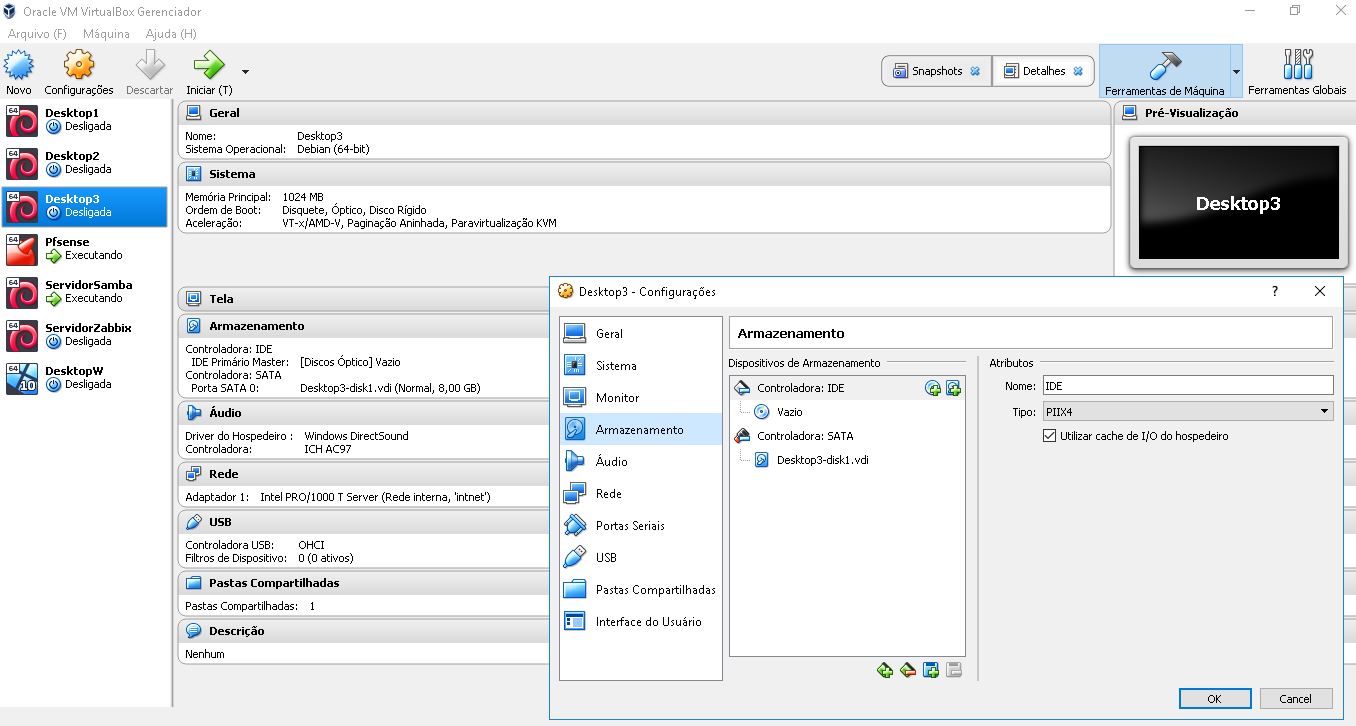 Oracle VM VirtualBox Gerenciador
Arquivo (F) Máquina Ajuda (H)
Novo Configurações Descartar Iniciar (T)
Snapshots Detalhes
Ferramentas de Máquina Ferramentas Globais
64 Desktop1
Desligada
64 Desktop2
Desligada
64 Desktop3
Desligada
64 Pfsense
Executando
64 ServidorSamba
Executando
64 ServidorZabbix
Desligada
64 10 DesktopW
Desligada
Geral
Nome: Desktop3
Sistema Operacional: Debian (64-bit)
Sistema
Memória Principal: 1024 MB
Ordem de Boot: Disquete, Óptico, Disco Rígido
Aceleração: VT-x/AMD-V, Paginação Aninhada, Paravirtualização KVM
Pré-Visualização
Desktop3
Tela
Armazenamento
Controladora: IDE
IDE Primário Master: [Discos Óptico] Vazio
Controladora: SATA
Porta SATA 0: Desktop3-disk1.vdi (Normal, 8,00 GB)
Áudio
Driver do Hospedeiro : Windows DirectSound
Controladora: ICH AC97
Rede
Adaptador 1: Intel PRO/1000 T Server (Rede interna, 'intnet')
USB
Controladora USB: OHCI
Filtros de Dispositivo: 0 (0 ativos)
Pastas Compartilhadas
Pastas Compartilhadas: 1
Descrição
Nenhum
Desktop3 - Configurações
?
Geral
Sistema
Monitor
Armazenamento
Áudio
Rede
Portas Seriais
USB
Pastas Compartilhadas
Interface do Usuário
Armazenamento
Dispositivos de Armazenamento
Controladora: IDE
Vazio
Controladora: SATA
Desktop3-disk1.vdi
Atributos
Nome: IDE
Tipo: PIIX4
Utilizar cache de I/O do hospedeiro
OK Cancel